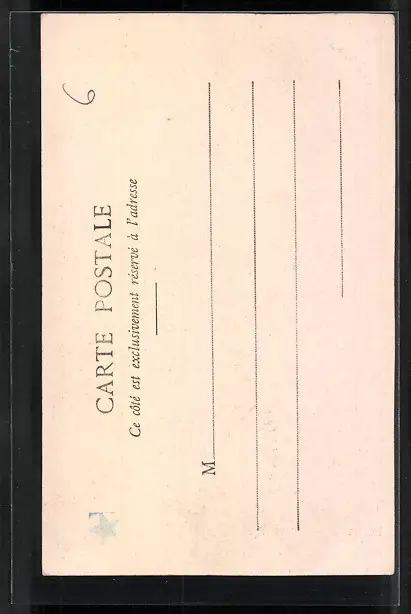 6
CARTE POSTALE
Ce côté est exclusivement réservé à l'adresse
M